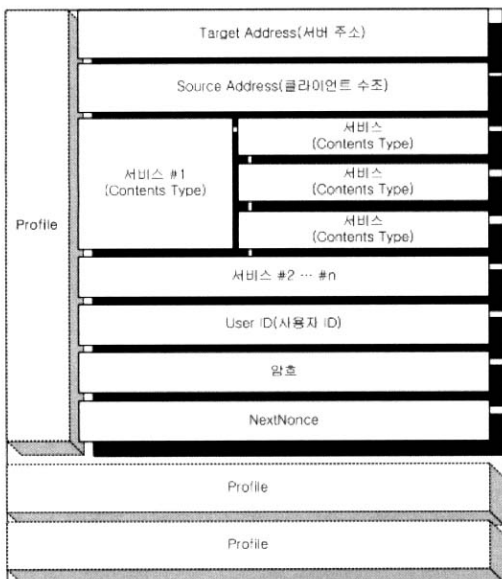 Target Address(서버 주소)
Source Address(클라이언트 수조)
Profile
서비스 #1
(Contents Type)
서비스
(Contents Type)
서비스
(Contents Type)
서비스
(Contents Type)
서비스 #2 ··· #n
User ID(사용자 ID)
암호
NextNonce
Profile
Profile